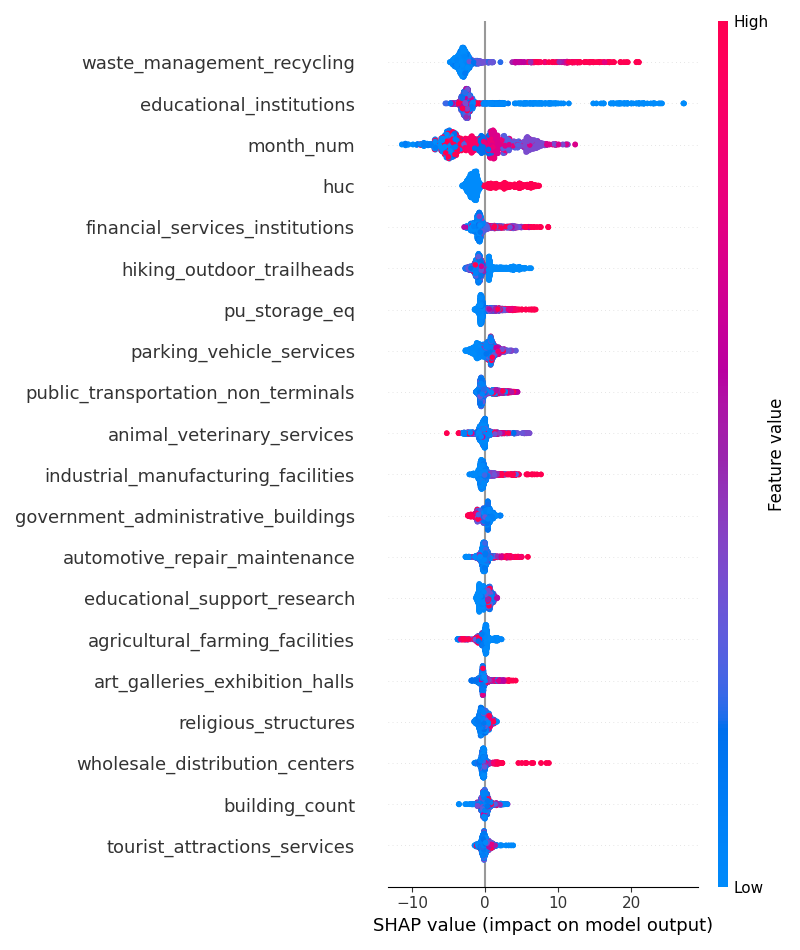 High
waste_management_recycling
educational_institutions
month_num
huc
financial_services_institutions
hiking_outdoor_trailheads
pu_storage_eq
parking_vehicle_services
public_transportation_non_terminals
animal_veterinary_services
industrial_manufacturing_facilities
government_administrative_buildings
automotive_repair_maintenance
educational_support_research
agricultural_farming_facilities
art_galleries_exhibition_halls
religious_structures
wholesale_distribution_centers
building_count
tourist_attractions_services
Feature value
Low
−10 0 10 20
SHAP value (impact on model output)